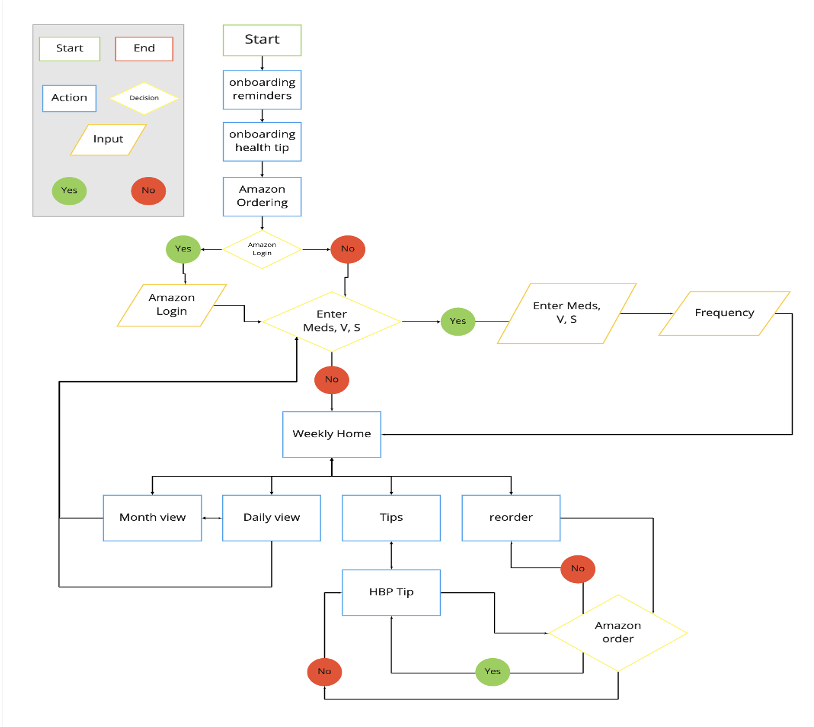 Start
End
Action
Decision
Input
Yes
No
Start
onboarding
reminders
onboarding
health tip
Amazon
Ordering
Yes
Amazon
Login
No
Amazon
Login
Enter
Meds, V, S
Yes
Enter Meds,
V, S
Frequency
No
Weekly Home
Month view
Daily view
Tips
reorder
No
HBP Tip
Amazon
order
No
Yes